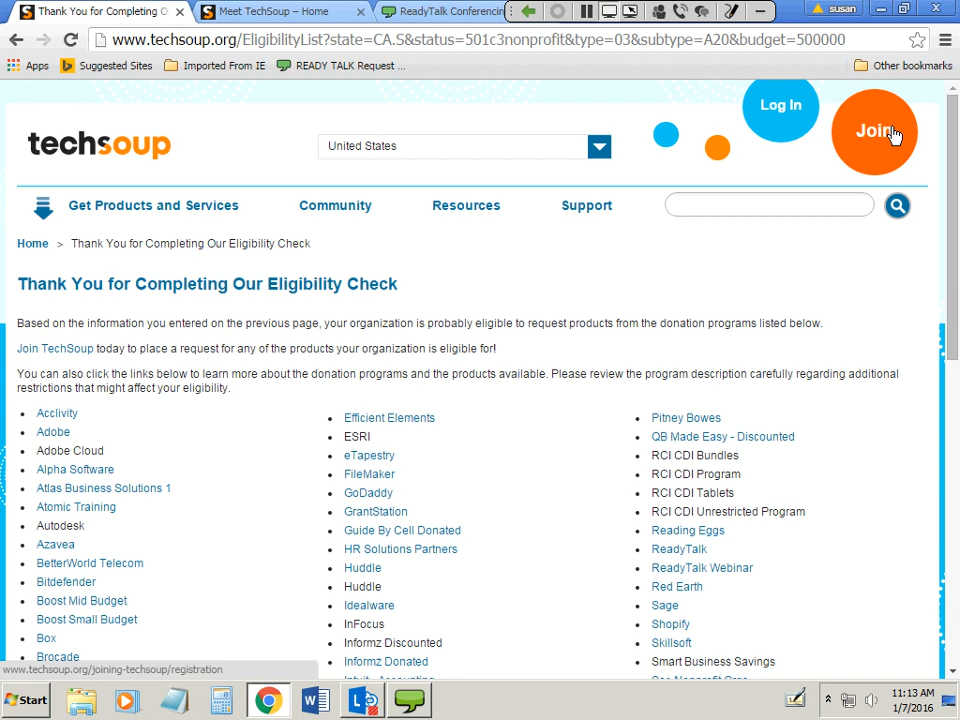 Thank You for Completing O
Meet TechSoup – Home
ReadyTalk Conferencin
susan
www.techsoup.org/EligibilityList?state=CA.S&status=501c3nonprofit&type=03&subtype=A20&budget=500000
Apps
Suggested Sites
Imported From IE
READY TALK Request ...
Other bookmarks
techsoup
United States
Log In
Join
Get Products and Services
Community
Resources
Support
Home > Thank You for Completing Our Eligibility Check
Thank You for Completing Our Eligibility Check
Based on the information you entered on the previous page, your organization is probably eligible to request products from the donation programs listed below.
Join TechSoup today to place a request for any of the products your organization is eligible for!
You can also click the links below to learn more about the donation programs and the products available. Please review the program description carefully regarding additional
restrictions that might affect your eligibility.
Acclivity
Adobe
Adobe Cloud
Alpha Software
Atlas Business Solutions 1
Atomic Training
Autodesk
Azavea
BetterWorld Telecom
Bitdefender
Boost Mid Budget
Boost Small Budget
Box
Brocade
Efficient Elements
ESRI
eTapestry
FileMaker
GoDaddy
GrantStation
Guide By Cell Donated
HR Solutions Partners
Huddle
Huddle
Idealware
InFocus
Informz Discounted
Informz Donated
Intuit - Accounting
Pitney Bowes
QB Made Easy - Discounted
RCI CDI Bundles
RCI CDI Program
RCI CDI Tablets
RCI CDI Unrestricted Program
Reading Eggs
ReadyTalk
ReadyTalk Webinar
Red Earth
Sage
Shopify
Skillsoft
Smart Business Savings
www.techsoup.org/joining-techsoup/registration
Start
11:13 AM
1/7/2016